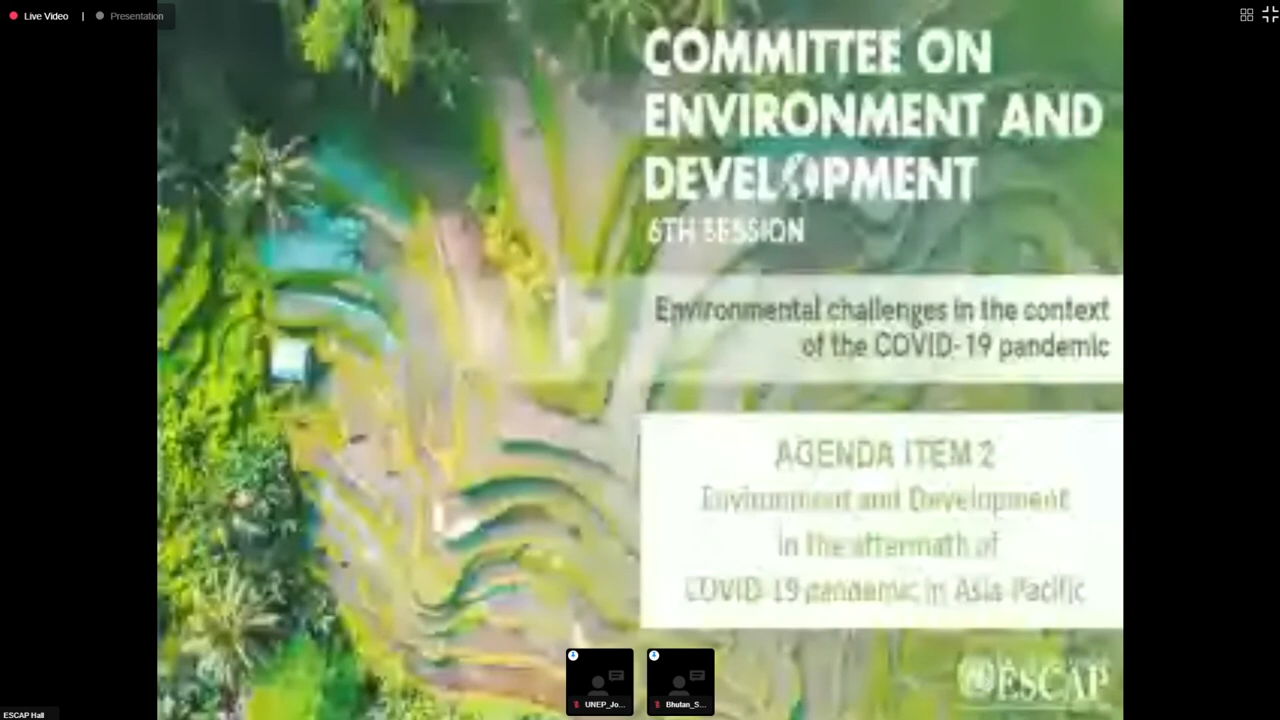 Live Video | Presentation
COMMITTEE ON
ENVIRONMENT AND
DEVELOPMENT
6TH SESSION
Environmental challenges in the context
of the COVID-19 pandemic
AGENDA ITEM 2
Environment and Development
in the aftermath of
COVID-19 pandemic in Asia-Pacific
ESCAP
UNEP_Jo...
Bhutan_S...
ESCAP Hall